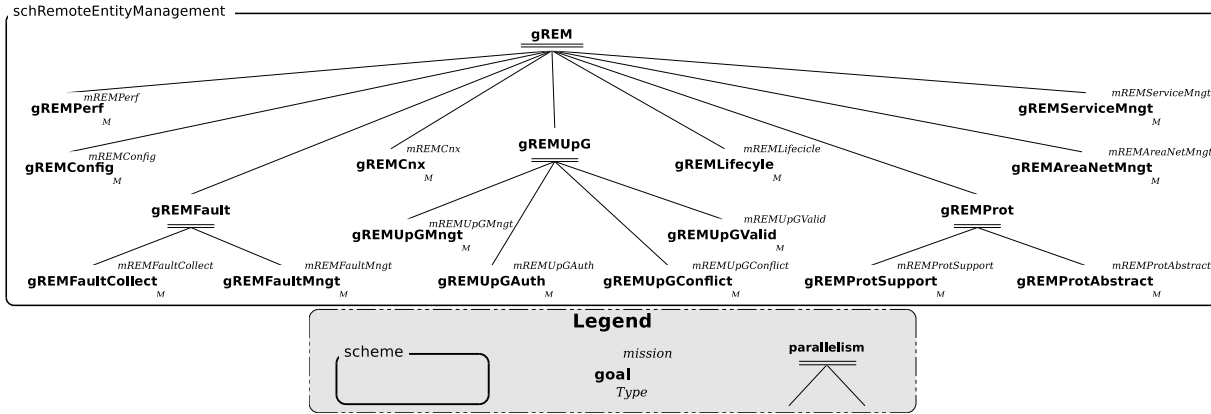 schRemoteEntityManagement
gREM
mREMPerf
gREMPerf
M
mREMServiceMngt
gREMServiceMngt
M
mREMConfig
gREMConfig
M
mREMCnx
gREMCnx
M
gREMUpG
mREMLifecicle
gREMLifecyle
M
mREMAreaNetMngt
gREMAreaNetMngt
M
gREMFault
mREMUpGMngt
gREMUpGMngt
M
mREMUpGValid
gREMUpGValid
M
gREMProt
mREMFaultCollect
gREMFaultCollect
M
mREMFaultMngt
gREMFaultMngt
M
mREMUpGAuth
gREMUpGAuth
M
mREMUpGConflict
gREMUpGConflict
M
mREMProtSupport
gREMProtSupport
M
mREMProtAbstract
gREMProtAbstract
M
Legend
scheme
mission
goal
Type
parallelism